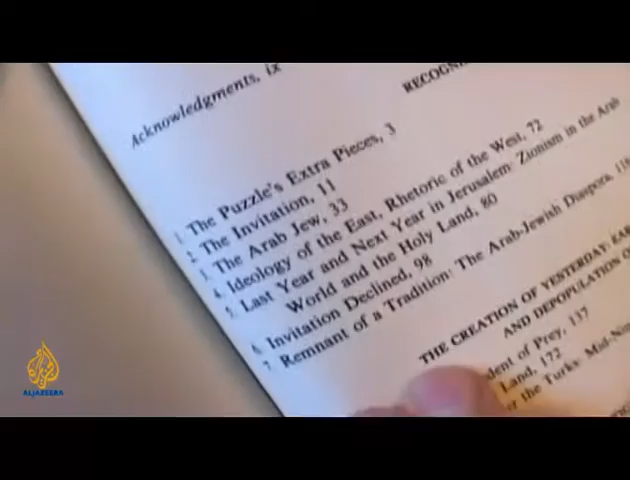 Acknowledgments, ix
1. The Puzzle's Extra Pieces, 3
2. The Invitation, 11
3. The Arab Jew, 33
4. Ideology of the East, Rhetoric of the West, 72
5. Last Year and Next Year in Jerusalem: Zionism in the Arab
World and the Holy Land, 80
6. Invitation Declined, 98
7. Remnant of a Tradition: The Arab-Jewish Diaspora,
THE CREATION OF YESTERDAY:
AND DEPOPULATION
of Prey, 137
Land, 172
the Turks:
ALJAZEERA